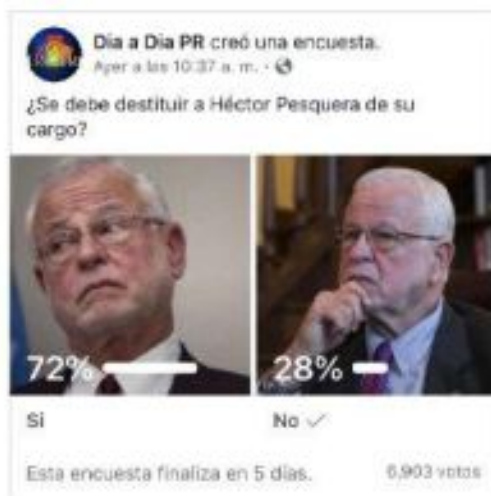 Dia a Dia PR creó una encuesta.
Ayer a las 10:37 a. m. ·
¿Se debe destituir a Héctor Pesquera de su
cargo?
72%
28%
Si
No ✓
Esta encuesta finaliza en 5 días.
6,903 votos